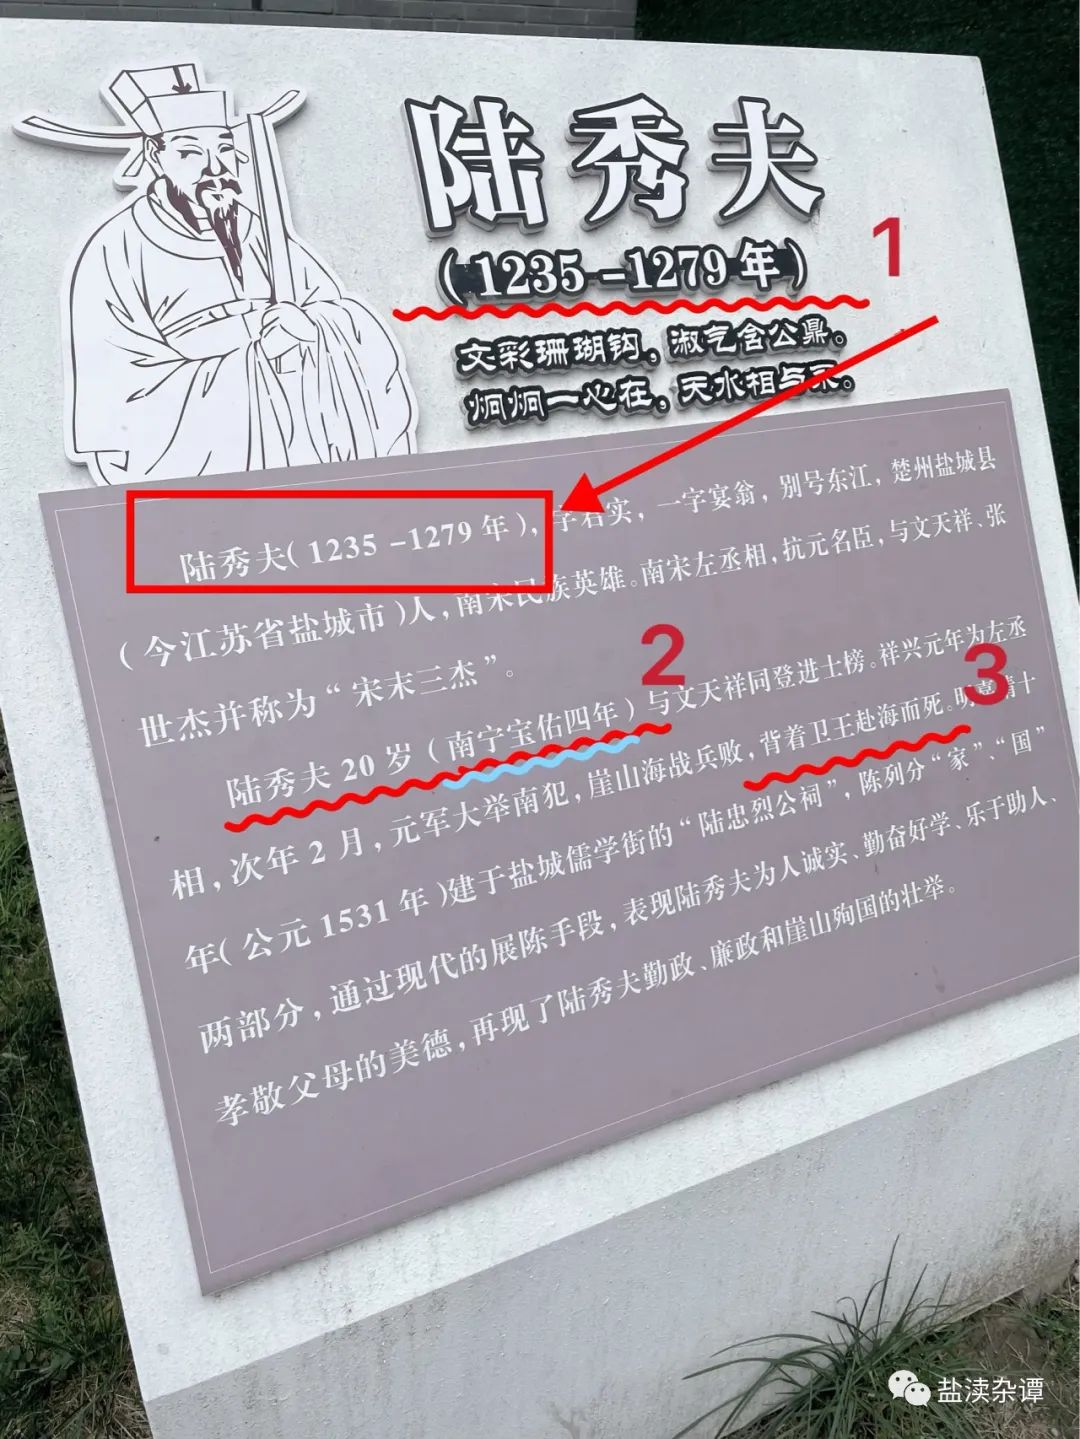 陆秀夫
(1235-1279年)
1
文彩珊瑚钩，淑气含公鼎。
炯炯一心在，天水相与永。
陆秀夫(1235-1279年)，字君实，一字宴翁，别号东江，楚州盐城县
(今江苏省盐城市)人，南宋民族英雄。南宋左丞相，抗元名臣，与文天祥、张
世杰并称为“宋末三杰”。
2
3
陆秀夫20岁(南宁宝佑四年)与文天祥同登进士榜。祥兴元年为左丞
相，次年2月，元军大举南犯，崖山海战兵败，背着卫王赴海而死。明嘉靖十
年(公元1531年)建于盐城儒学街的“陆忠烈公祠”，陈列分“家”、“国”
两部分，通过现代的展陈手段，表现陆秀夫为人诚实、勤奋好学、乐于助人、
孝敬父母的美德，再现了陆秀夫勤政、廉政和崖山殉国的壮举。
盐渎杂谭